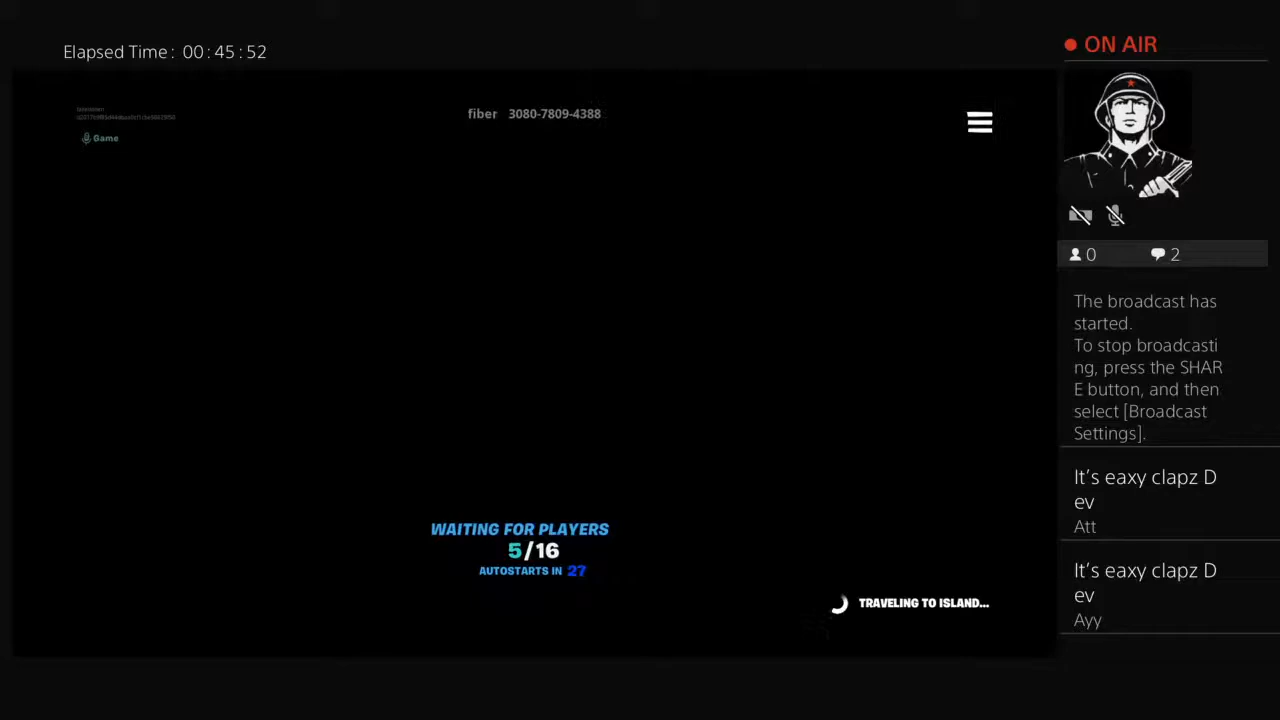 Elapsed Time: 00:45:52
ON AIR
fiber 3080-7809-4388
Game
0 2
The broadcast has
started.
To stop broadcasti
ng, press the SHAR
E button, and then
select [Broadcast
Settings].
It's eaxy clapz D
ev
Att
It's eaxy clapz D
ev
Ayy
WAITING FOR PLAYERS
5/16
AUTOSTARTS IN 27
TRAVELING TO ISLAND...